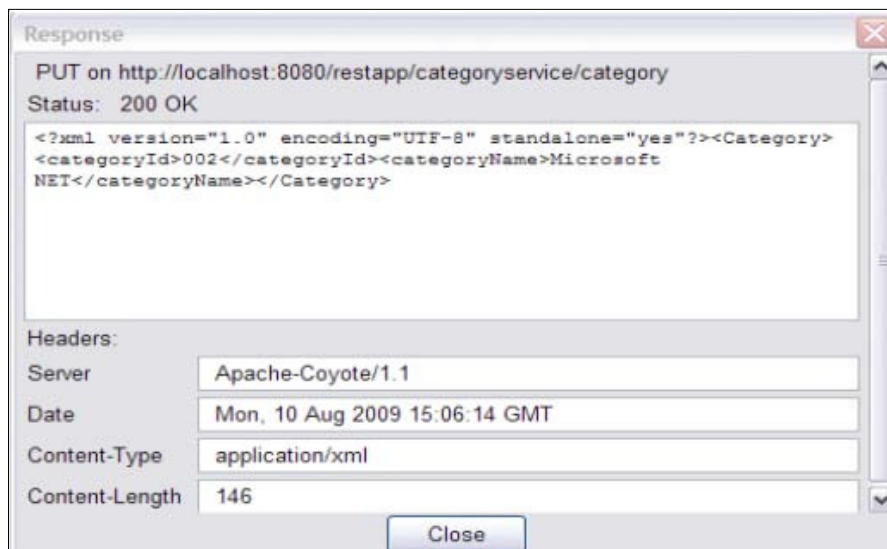 Response
PUT on http://localhost:8080/restapp/categoryservice/category
Status: 200 OK
<?xml version="1.0" encoding="UTF-8" standalone="yes"?><Category>
<categoryId>002</categoryId><categoryName>Microsoft
NET</categoryName></Category>
Headers:
Server Apache-Coyote/1.1
Date Mon, 10 Aug 2009 15:06:14 GMT
Content-Type application/xml
Content-Length 146
Close